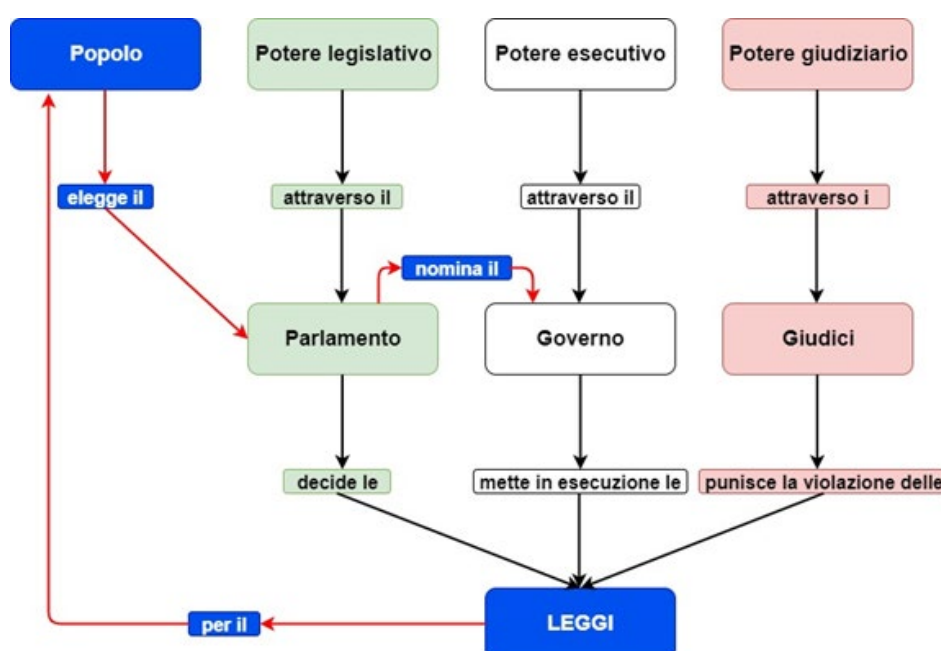 Popolo
Potere legislativo
Potere esecutivo
Potere giudiziario
elegge il
attraverso il
attraverso il
attraverso i
nomina il
Parlamento
Governo
Giudici
decide le
mette in esecuzione le
punisce la violazione delle
per il
LEGGI